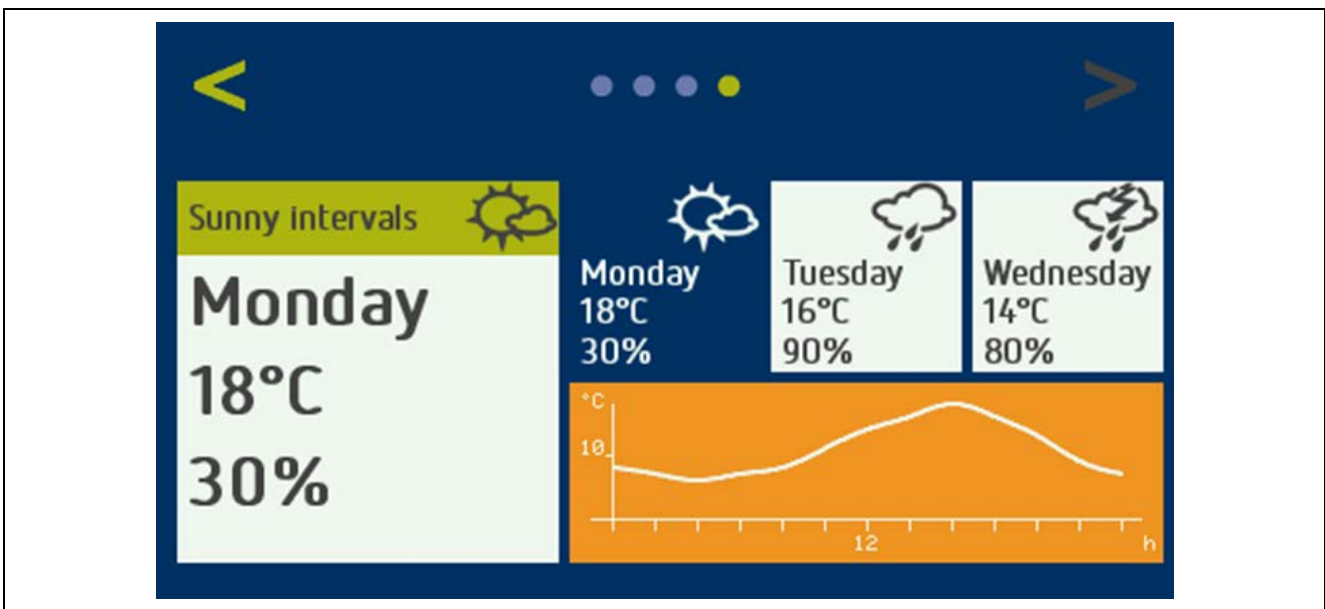 < >
Sunny intervals
Monday
18°C
30%
Monday
18°C
30%
Tuesday
16°C
90%
Wednesday
14°C
80%
°C
10
12
h